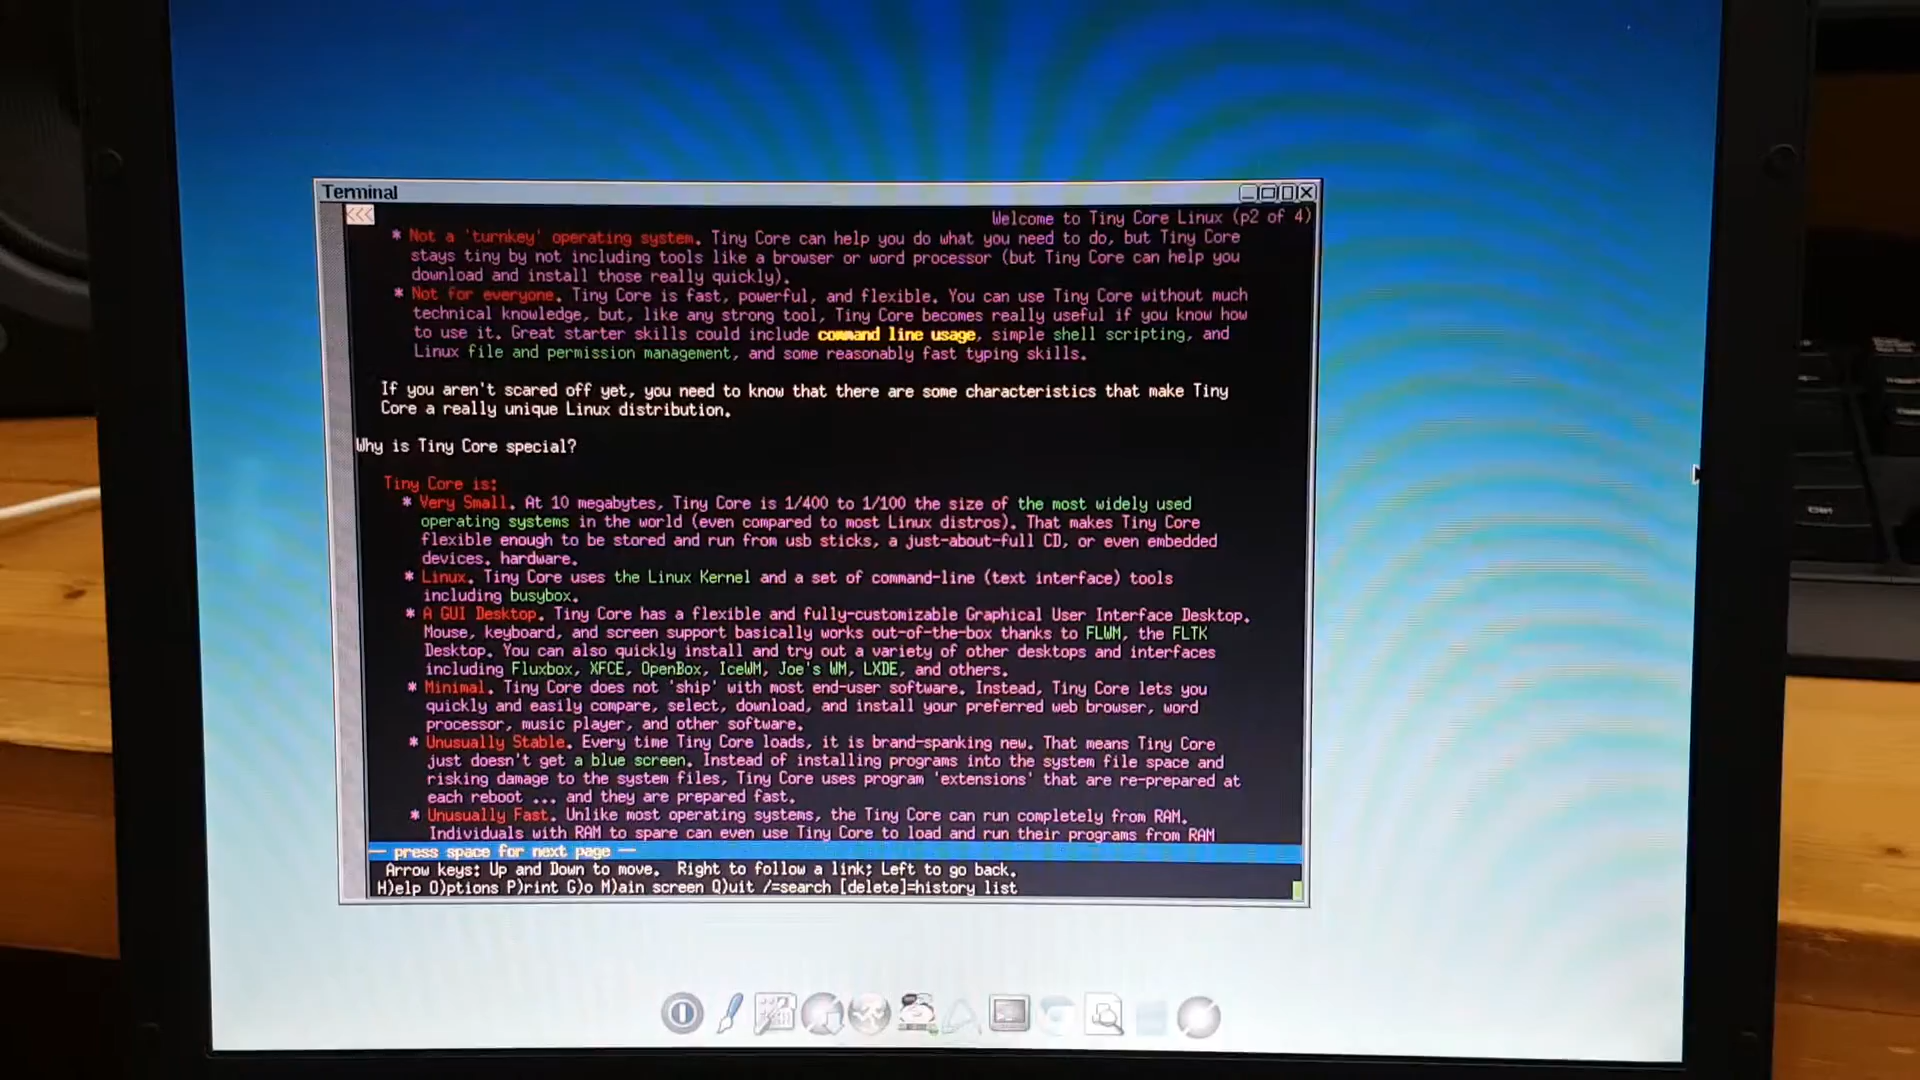 Terminal
<<<
Welcome to Tiny Core Linux (p2 of 4)
* Not a 'turnkey' operating system. Tiny Core can help you do what you need to do, but Tiny Core
stays tiny by not including tools like a browser or word processor (but Tiny Core can help you
download and install those really quickly).
* Not for everyone. Tiny Core is fast, powerful, and flexible. You can use Tiny Core without much
technical knowledge, but, like any strong tool, Tiny Core becomes really useful if you know how
to use it. Great starter skills could include command line usage, simple shell scripting, and
Linux file and permission management, and some reasonably fast typing skills.
If you aren't scared off yet, you need to know that there are some characteristics that make Tiny
Core a really unique Linux distribution.
Why is Tiny Core special?
Tiny Core is:
* Very Small. At 10 megabytes, Tiny Core is 1/400 to 1/100 the size of the most widely used
operating systems in the world (even compared to most Linux distros). That makes Tiny Core
flexible enough to be stored and run from usb sticks, a just-about-full CD, or even embedded
devices, hardware.
* Linux. Tiny Core uses the Linux Kernel and a set of command-line (text interface) tools
including busybox.
* A GUI Desktop. Tiny Core has a flexible and fully-customizable Graphical User Interface Desktop.
Mouse, keyboard, and screen support basically works out-of-the-box thanks to FLWM, the FLTK
Desktop. You can also quickly install and try out a variety of other desktops and interfaces
including Fluxbox, XFCE, OpenBox, IceWM, Joe's WM, LXDE, and others.
* Minimal. Tiny Core does not 'ship' with most end-user software. Instead, Tiny Core lets you
quickly and easily compare, select, download, and install your preferred web browser, word
processor, music player, and other software.
* Unusually Stable. Every time Tiny Core loads, it is brand-spanking new. That means Tiny Core
just doesn't get a blue screen. Instead of installing programs into the system file space and
risking damage to the system files, Tiny Core uses program 'extensions' that are re-prepared at
each reboot ... and they are prepared fast.
* Unusually Fast. Unlike most operating systems, the Tiny Core can run completely from RAM.
Individuals with RAM to spare can even use Tiny Core to load and run their programs from RAM
— press space for next page —
Arrow keys: Up and Down to move. Right to follow a link; Left to go back.
H)elp O)ptions P)rint G)o M)ain screen Q)uit /=search [delete]=history list